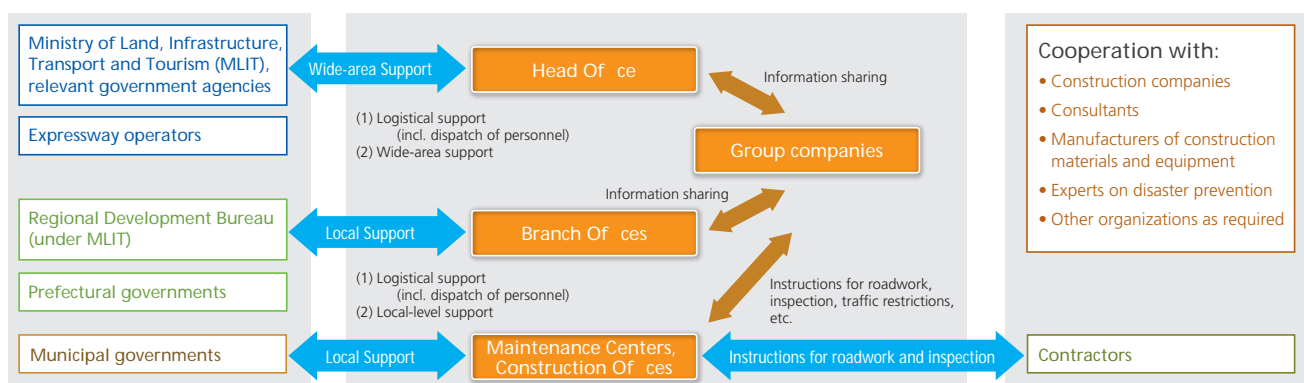 Ministry of Land, Infrastructure,
Transport and Tourism (MLIT),
relevant government agencies
Expressway operators
Regional Development Bureau
(under MLIT)
Prefectural governments
Municipal governments
Wide-area Support
Local Support
Local Support
Head Of ce
(1) Logistical support
(incl. dispatch of personnel)
(2) Wide-area support
Branch Of ces
(1) Logistical support
(incl. dispatch of personnel)
(2) Local-level support
Maintenance Centers,
Construction Of ces
Information sharing
Group companies
Information sharing
Instructions for roadwork,
inspection, traffic restrictions,
etc.
Instructions for roadwork and inspection
Cooperation with:
• Construction companies
• Consultants
• Manufacturers of construction
materials and equipment
• Experts on disaster prevention
• Other organizations as required
Contractors